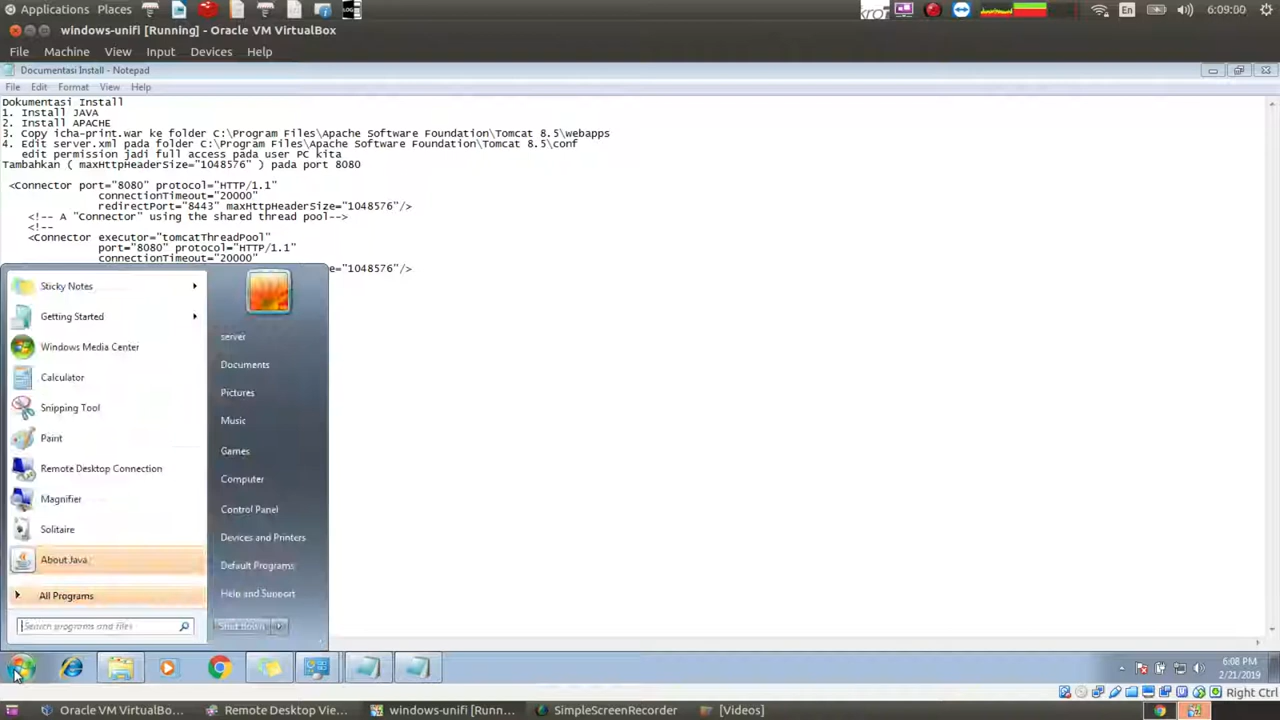 Applications Places En 6:09:00
windows-unifi [Running] - Oracle VM VirtualBox
File Machine View Input Devices Help
Documentasi Install - Notepad
File Edit Format View Help
Dokumentasi Install
1. Install JAVA
2. Install APACHE
3. Copy icha-print.war ke folder C:\Program Files\Apache Software Foundation\Tomcat 8.5\webapps
4. Edit server.xml pada folder C:\Program Files\Apache Software Foundation\Tomcat 8.5\conf
edit permission jadi full access pada user PC kita
Tambahkan ( maxHttpHeaderSize="1048576" ) pada port 8080
<Connector port="8080" protocol="HTTP/1.1"
connectionTimeout="20000"
redirectPort="8443" maxHttpHeaderSize="1048576"/>
<!-- A "Connector" using the shared thread pool-->
<!--
<Connector executor="tomcatThreadPool"
port="8080" protocol="HTTP/1.1"
connectionTimeout="20000"
e="1048576"/>
Sticky Notes
Getting Started
Windows Media Center
Calculator
Snipping Tool
Paint
Remote Desktop Connection
Magnifier
Solitaire
About Java
All Programs
Search programs and files
server
Documents
Pictures
Music
Games
Computer
Control Panel
Devices and Printers
Default Programs
Help and Support
Shut down
6:08 PM
2/21/2019
Right Ctrl
Oracle VM VirtualBo... Remote Desktop Vie... windows-unifi [Runn... SimpleScreenRecorder [Videos]